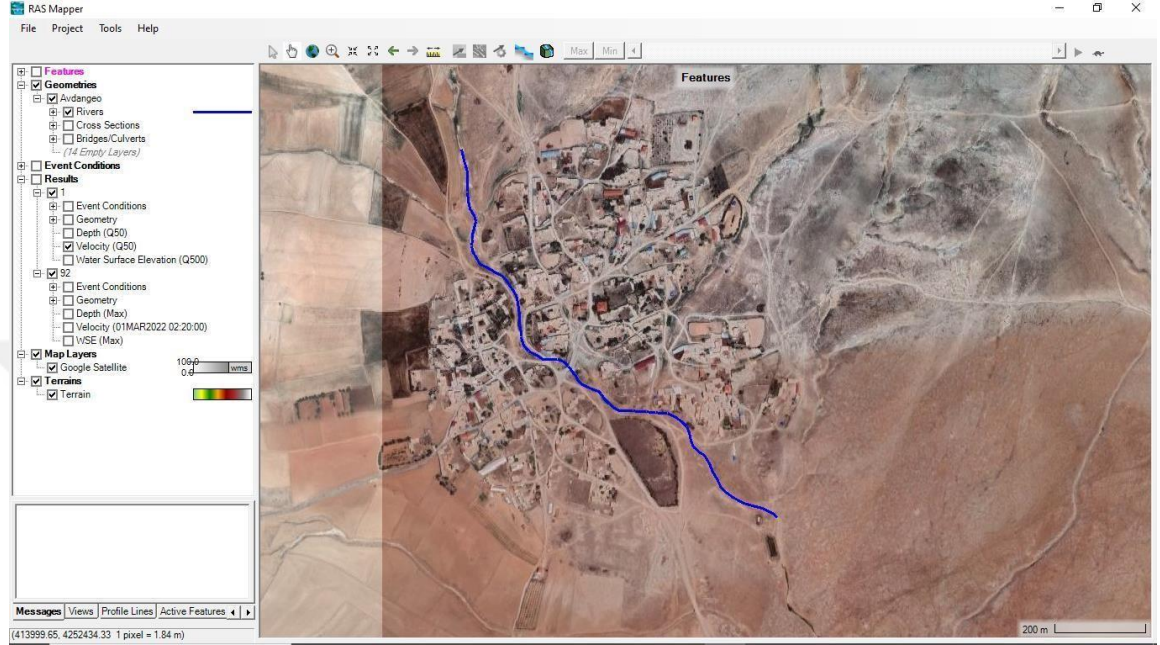 RAS Mapper
File Project Tools Help
Max Min
Features
Features
Geometries
Avdangeo
Rivers
Cross Sections
Bridges/Culverts
(14 Empty Layers)
Event Conditions
Results
1
Event Conditions
Geometry
Depth (Q50)
Velocity (Q50)
Water Surface Elevation (Q500)
92
Event Conditions
Geometry
Depth (Max)
Velocity (01MAR2022 02:20:00)
WSE (Max)
Map Layers
Google Satellite
100.0
0.0
wms
Terrains
Terrain
Messages Views Profile Lines Active Features
(413999.65, 4252434.33 1 pixel = 1.84 m)
200 m